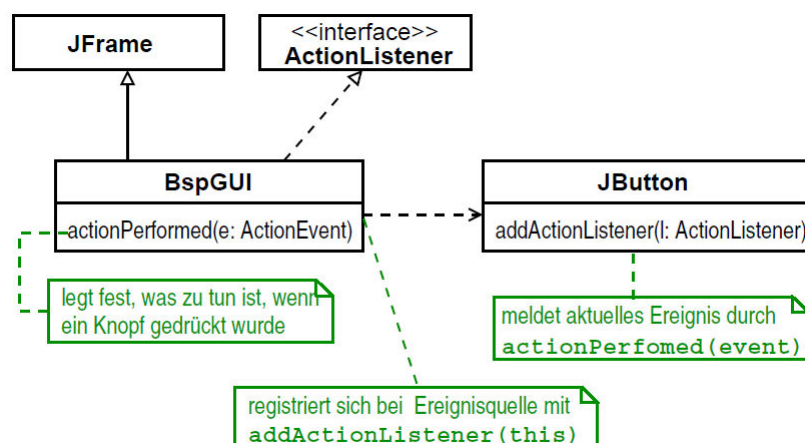 JFrame
<<interface>>
ActionListener
BspGUI
actionPerformed(e: ActionEvent)
JButton
addActionListener(l: ActionListener)
legt fest, was zu tun ist, wenn
ein Knopf gedrückt wurde
meldet aktuelles Ereignis durch
actionPerfomed(event)
registriert sich bei Ereignisquelle mit
addActionListener(this)